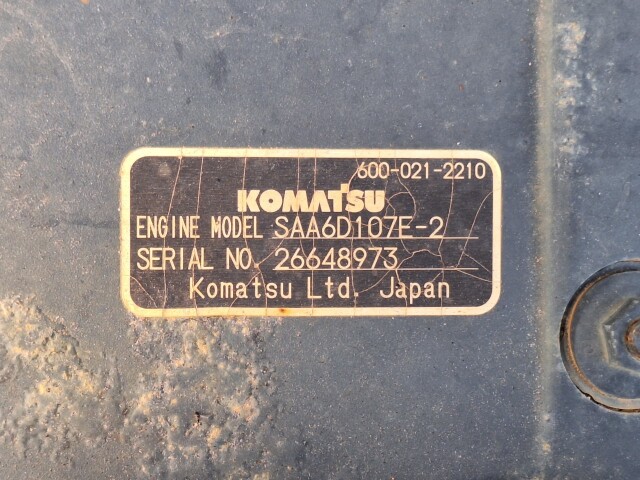 600-021-2210
KOMATSU
ENGINE MODEL SAA6D107E-2
SERIAL NO. 26648973
Komatsu Ltd. Japan